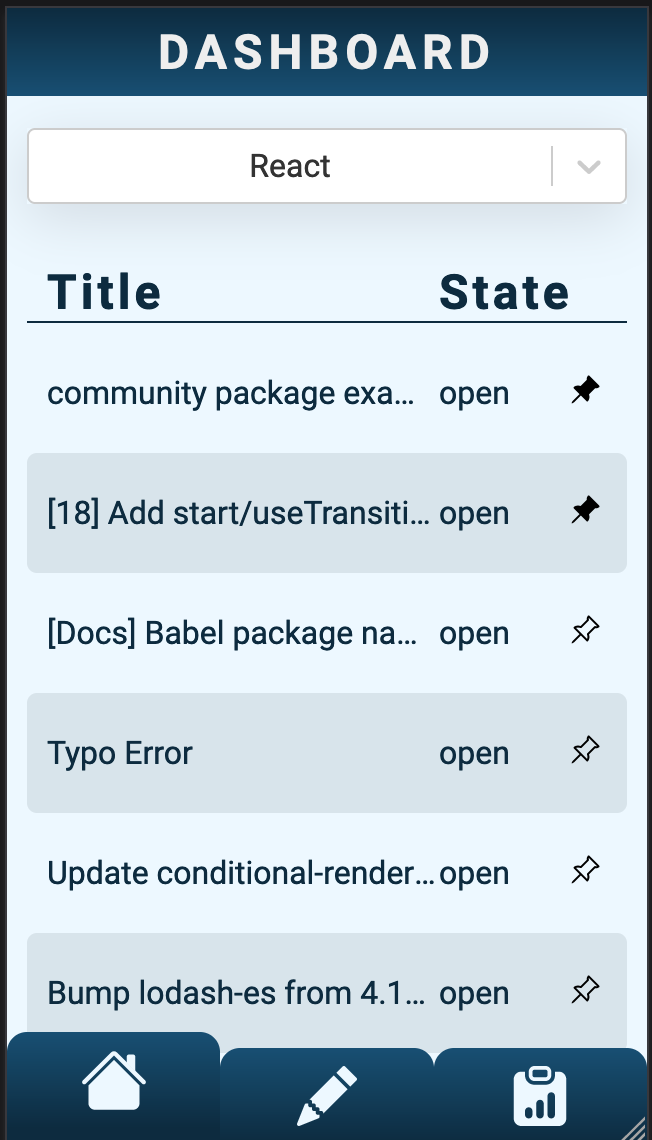 DASHBOARD
React
Title State
community package exa... open
[18] Add start/useTransiti... open
[Docs] Babel package na... open
Typo Error open
Update conditional-render... open
Bump lodash-es from 4.1... open